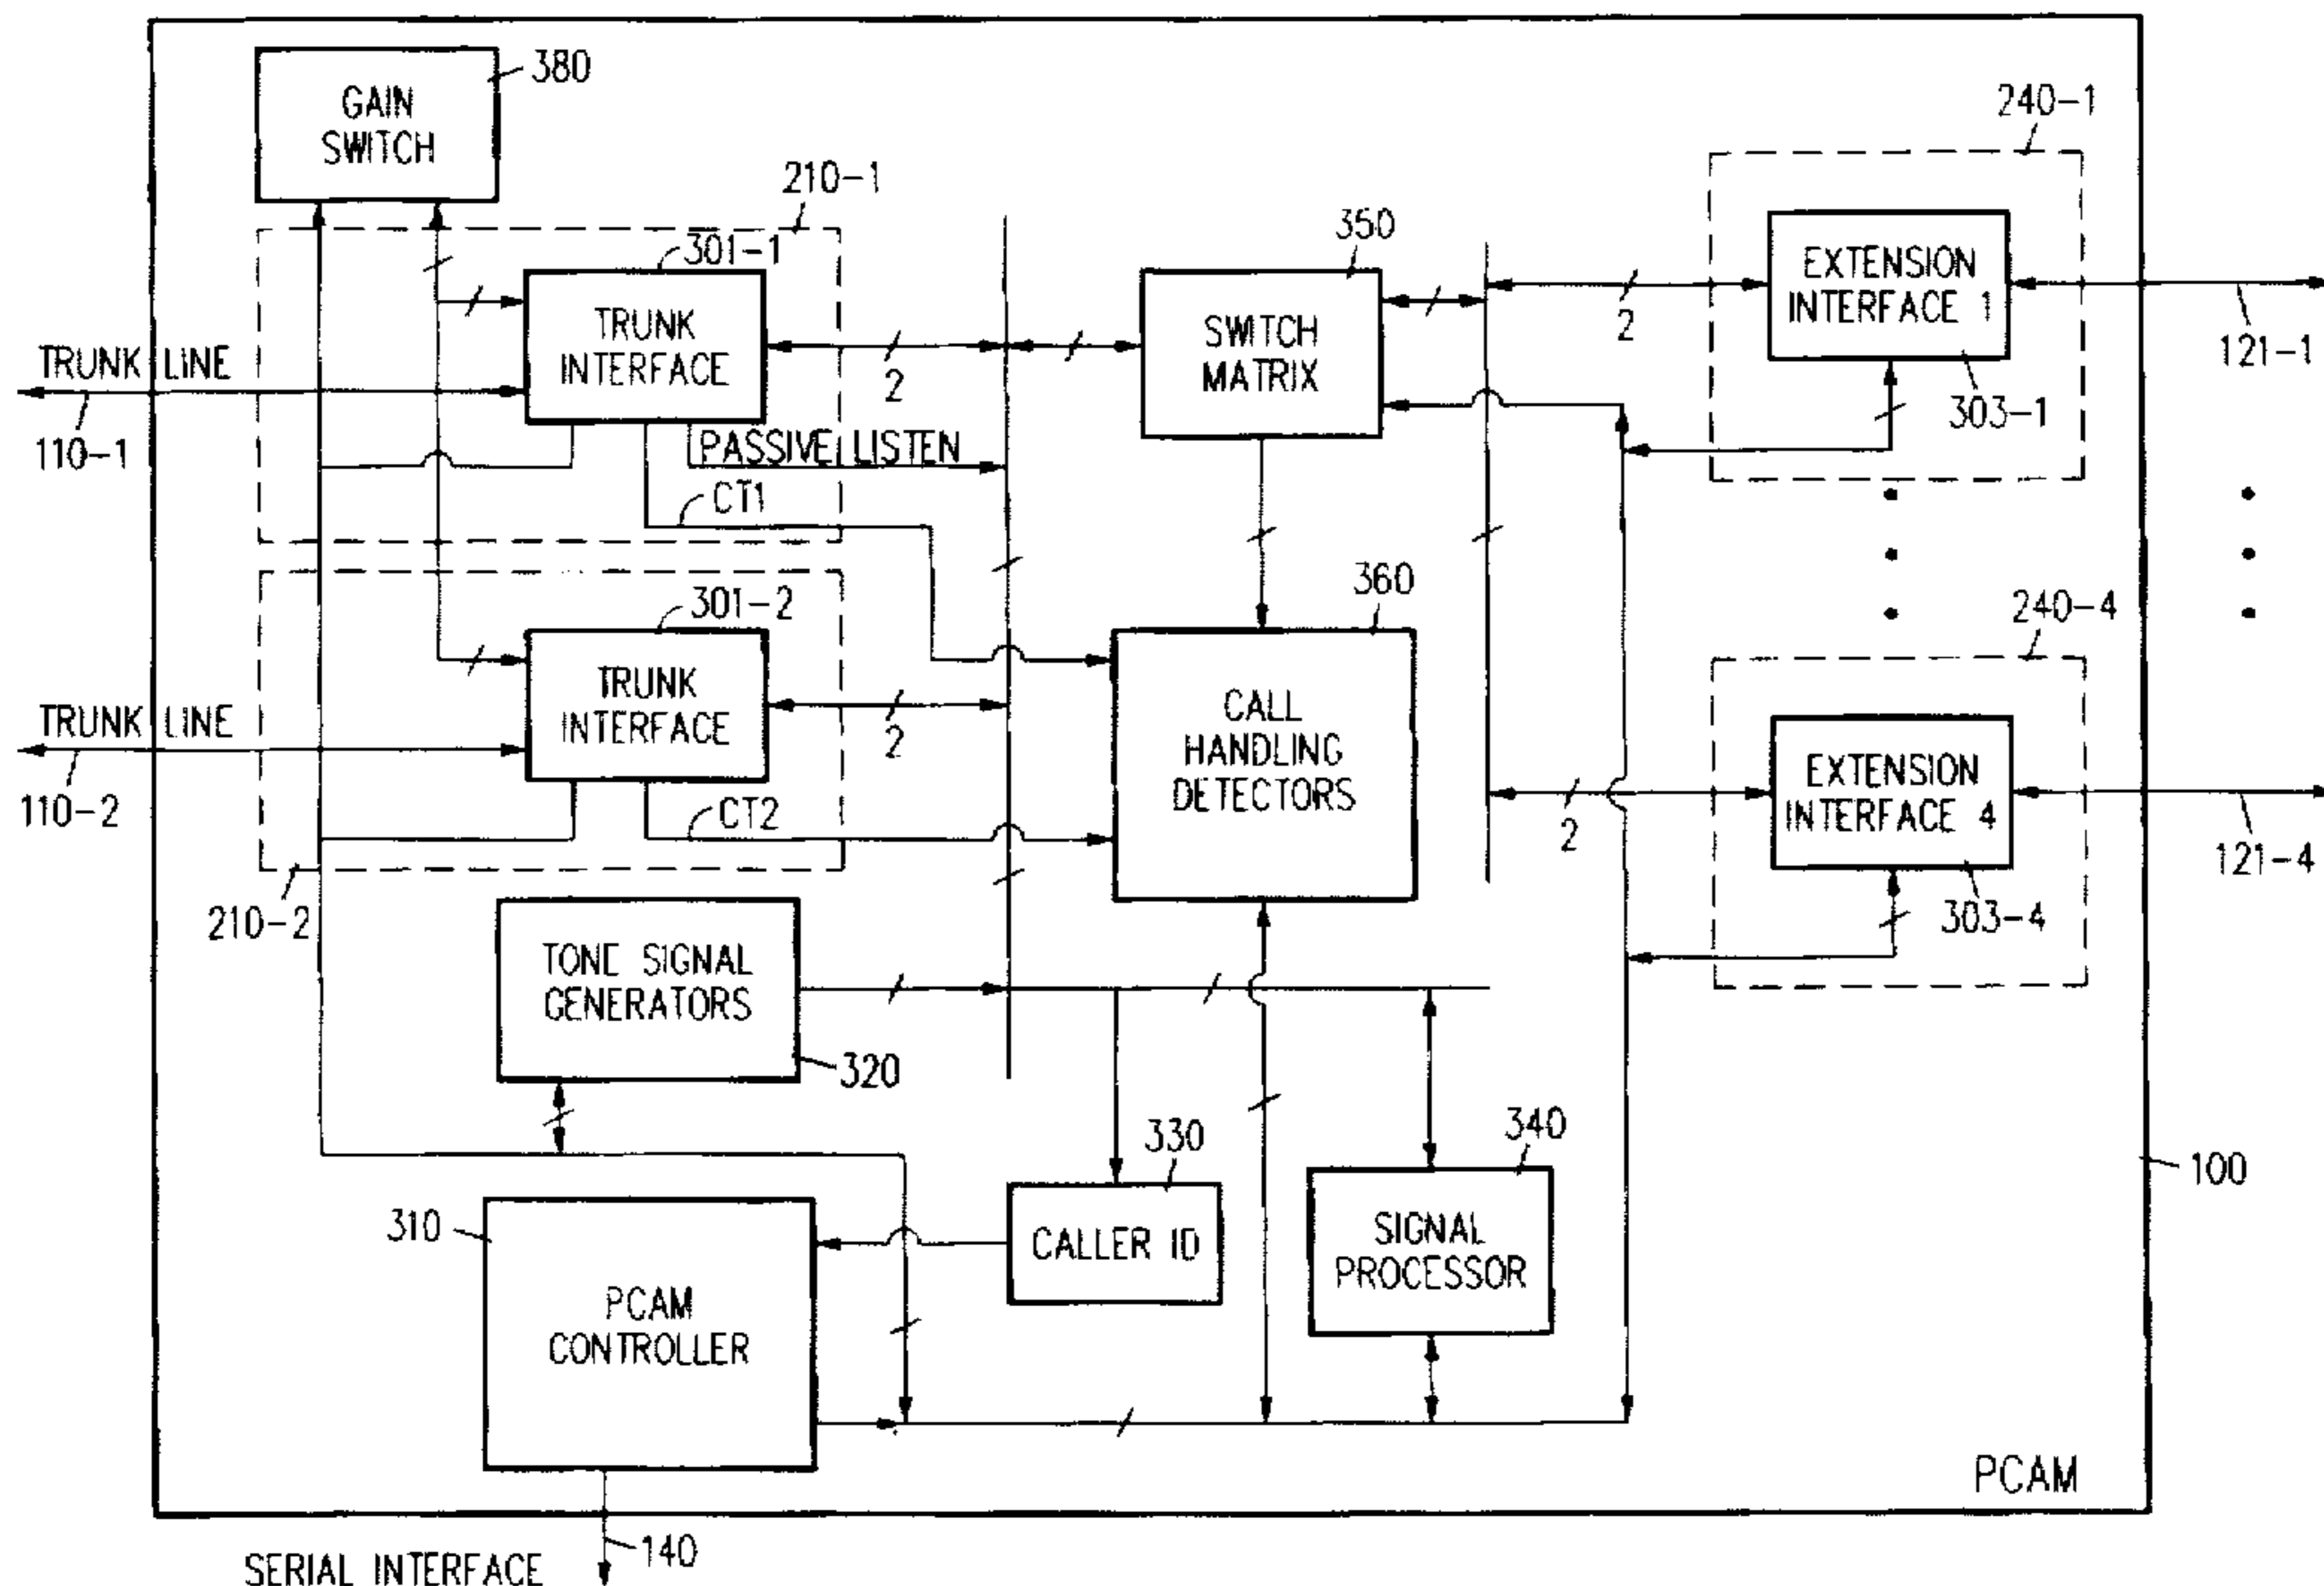 380
GAIN
SWITCH
240-1
210-1
350
301-1
EXTENSION
INTERFACE 1
TRUNK
INTERFACE
SWITCH
MATRIX
2
121-1
TRUNK LINE
2
303-1
110-1
PASSIVE LISTEN
CT1
360
301-2
240-4
TRUNK
INTERFACE
CALL
HANDLING
DETECTORS
TRUNK LINE
2
EXTENSION
INTERFACE 4
110-2
CT2
2
121-4
210-2
303-4
TONE SIGNAL
GENERATORS
320
330
340
100
310
CALLER ID
SIGNAL
PROCESSOR
PCAM
CONTROLLER
PCAM
140
SERIAL INTERFACE